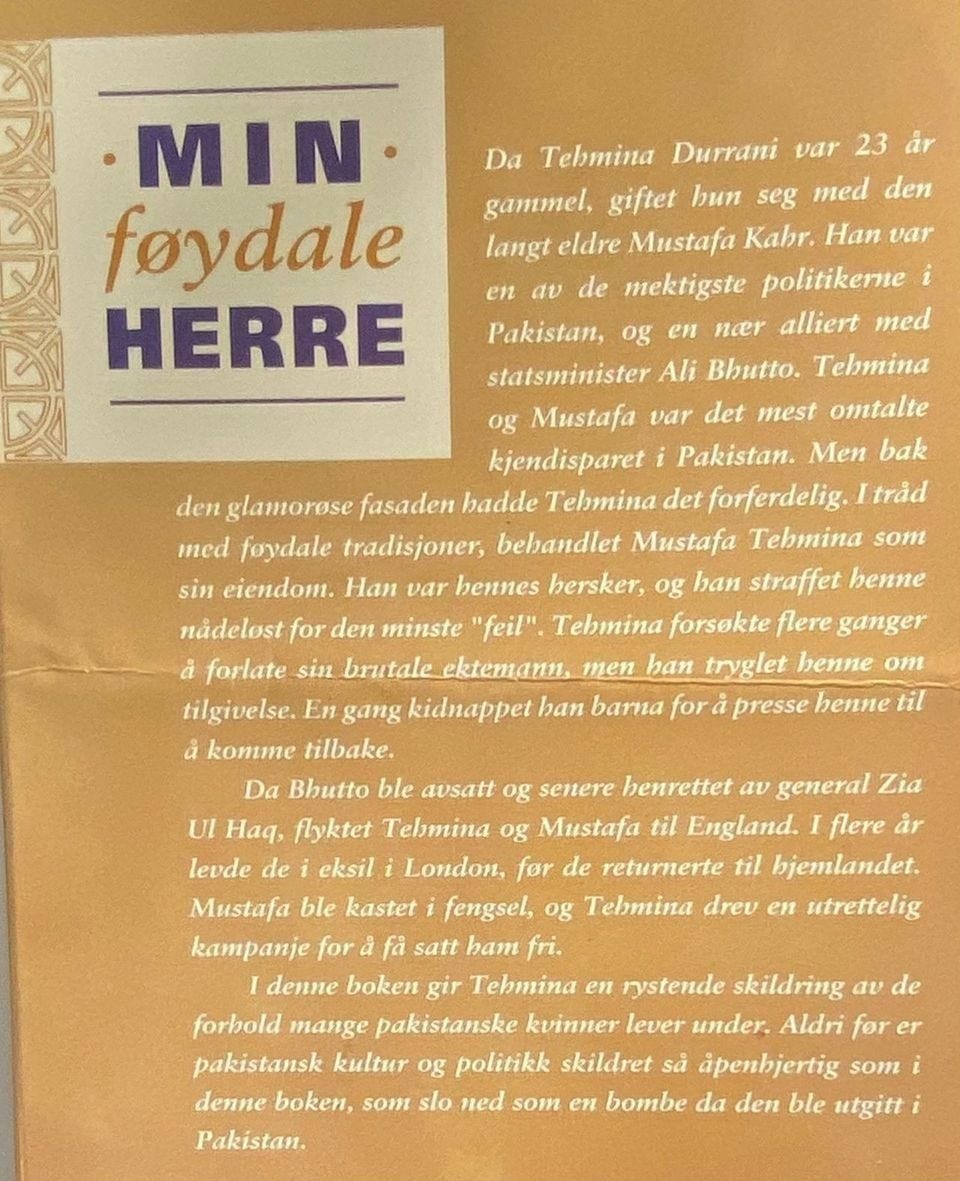 · MIN ·
føydale
HERRE
Da Tehmina Durrani var 23 år
gammel, giftet hun seg med den
langt eldre Mustafa Kahr. Han var
en av de mektigste politikerne i
Pakistan, og en nær alliert med
statsminister Ali Bhutto. Tehmina
og Mustafa var det mest omtalte
kjendisparet i Pakistan. Men bak
den glamorøse fasaden hadde Tehmina det forferdelig. I tråd
med føydale tradisjoner, behandlet Mustafa Tehmina som
sin eiendom. Han var hennes hersker, og han straffet henne
nådeløst for den minste "feil". Tehmina forsøkte flere ganger
å forlate sin brutale ektemann, men han tryglet henne om
tilgivelse. En gang kidnappet han barna for å presse henne til
å komme tilbake.
Da Bhutto ble avsatt og senere henrettet av general Zia
Ul Haq, flyktet Tehmina og Mustafa til England. I flere år
levde de i eksil i London, før de returnerte til hjemlandet.
Mustafa ble kastet i fengsel, og Tehmina drev en utrettelig
kampanje for å få satt ham fri.
I denne boken gir Tehmina en rystende skildring av de
forhold mange pakistanske kvinner lever under. Aldri før er
pakistansk kultur og politikk skildret så åpenhjertig som i
denne boken, som slo ned som en bombe da den ble utgitt i
Pakistan.